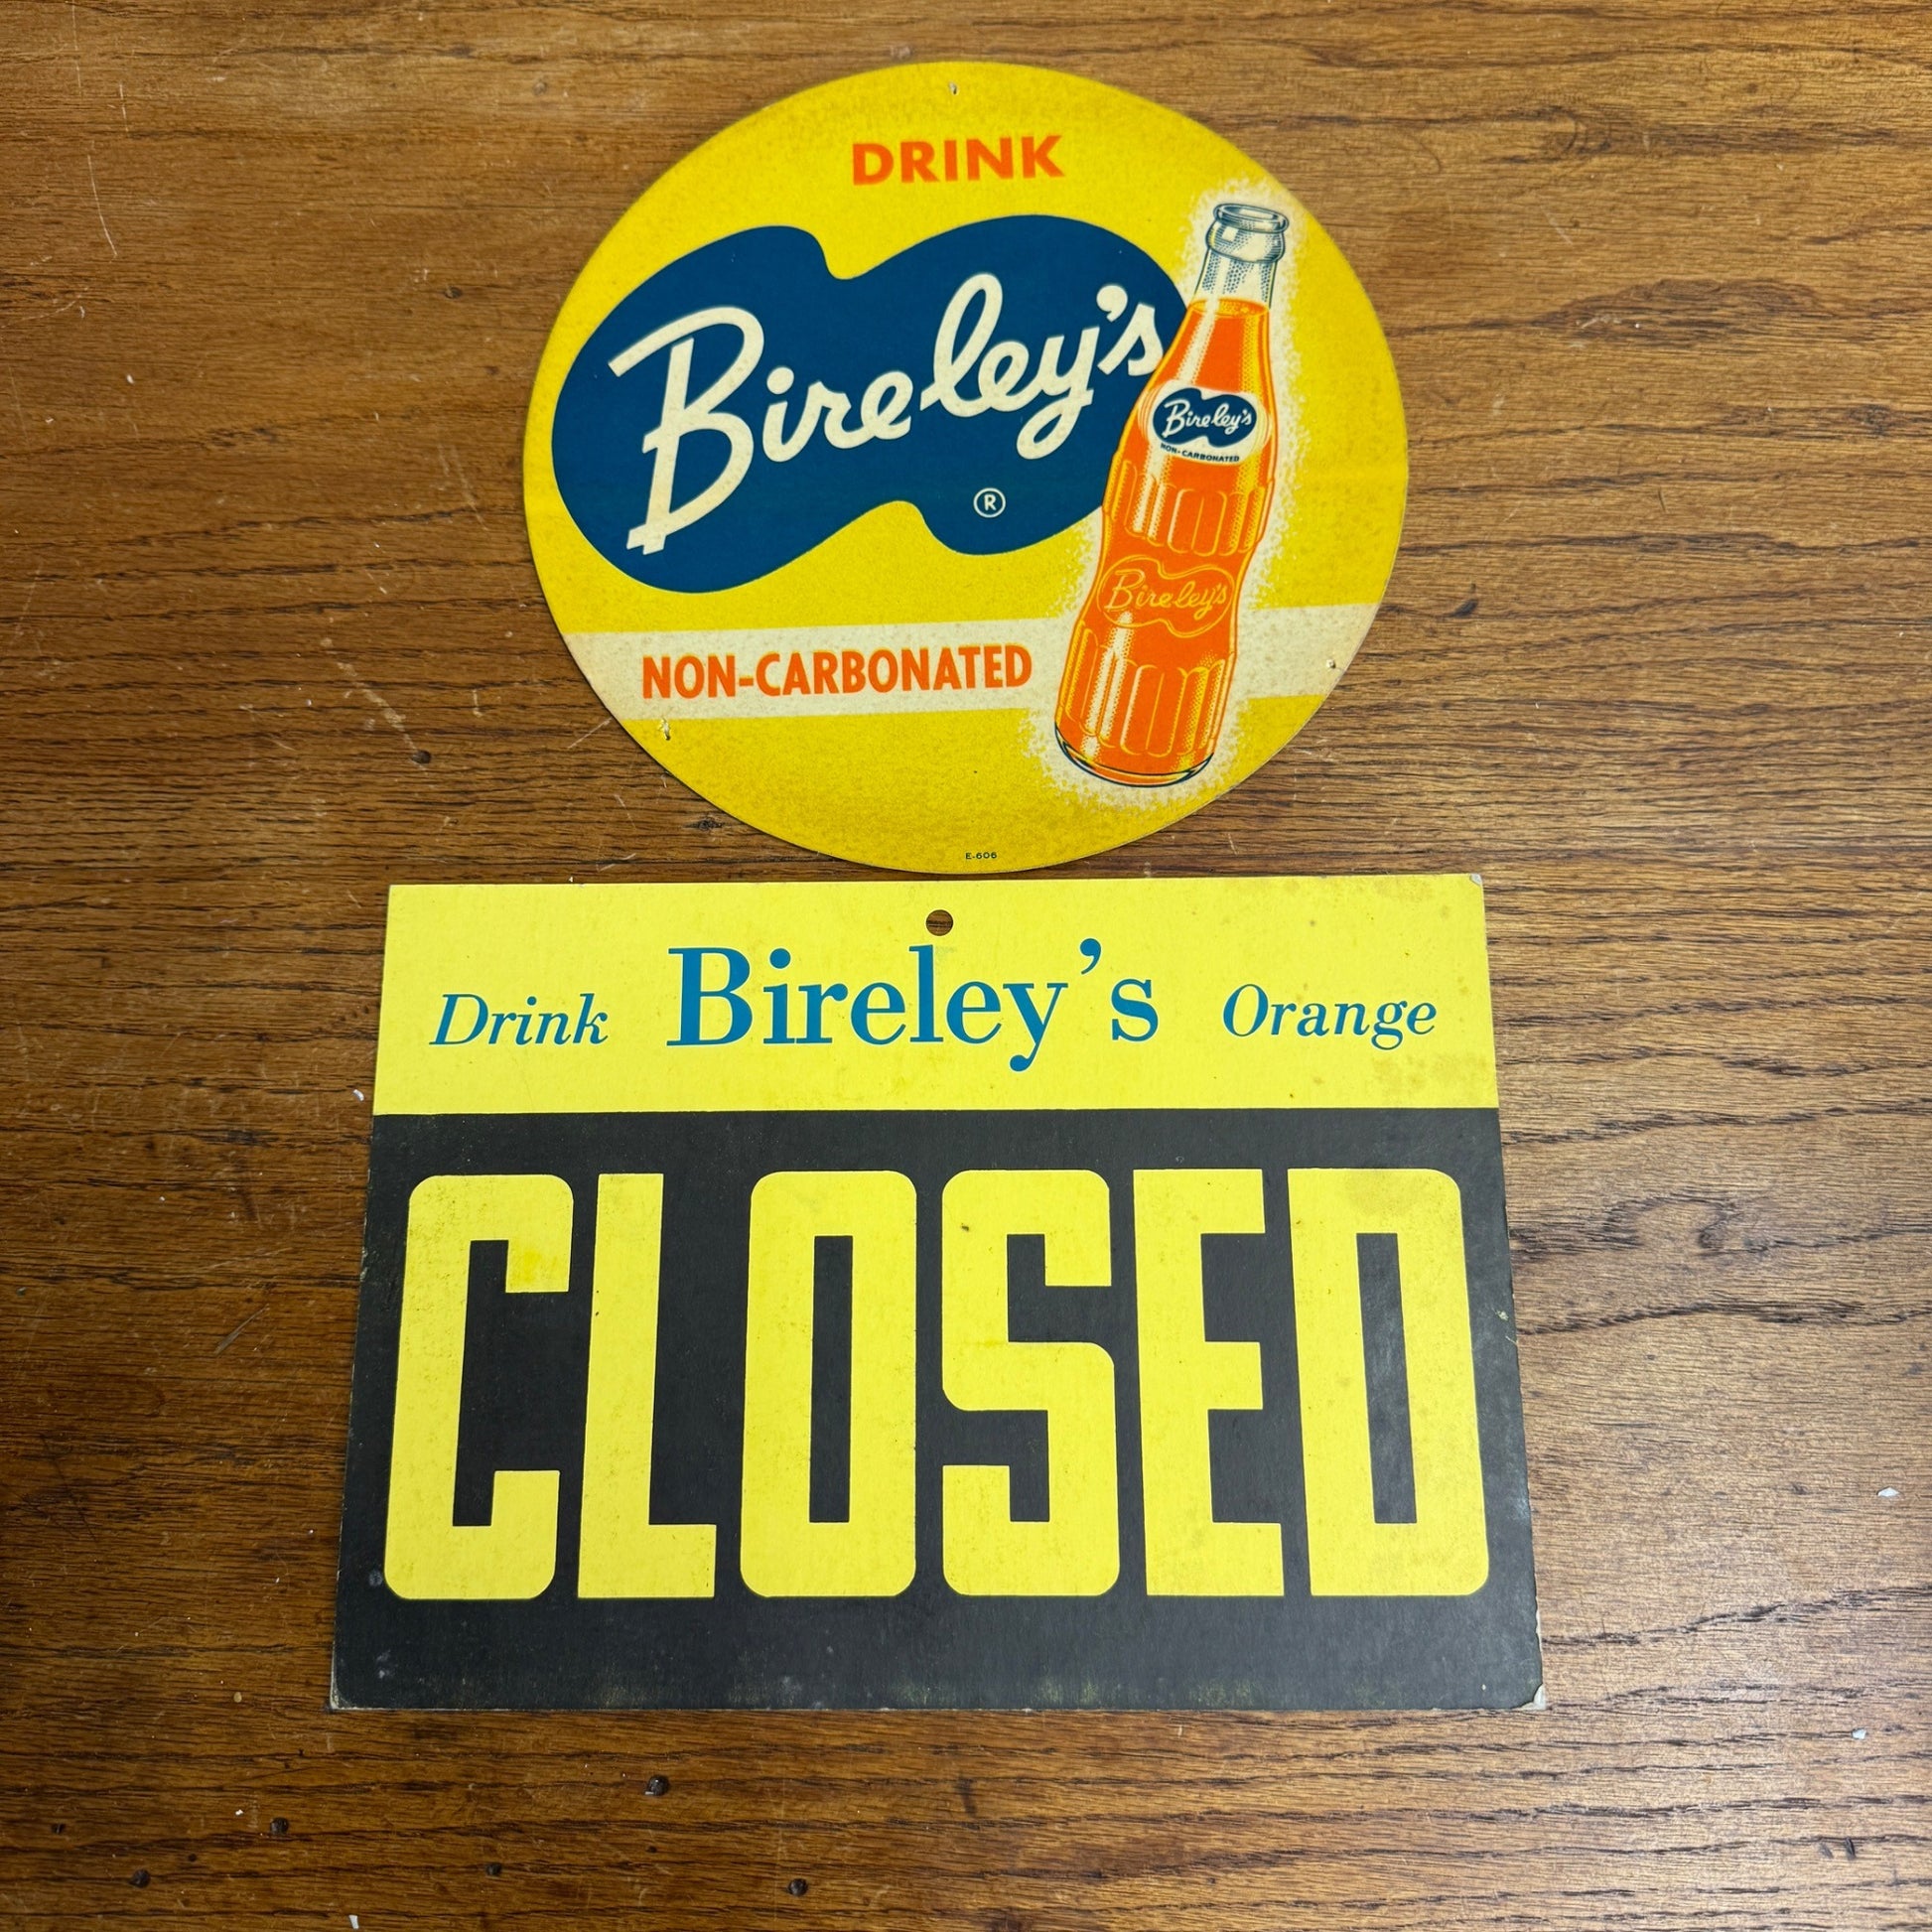 DRINK
Bireley's
®
Bireley's
NON-CARBONATED
Bireley's
NON-CARBONATED
E-606
Drink Bireley's Orange
CLOSED